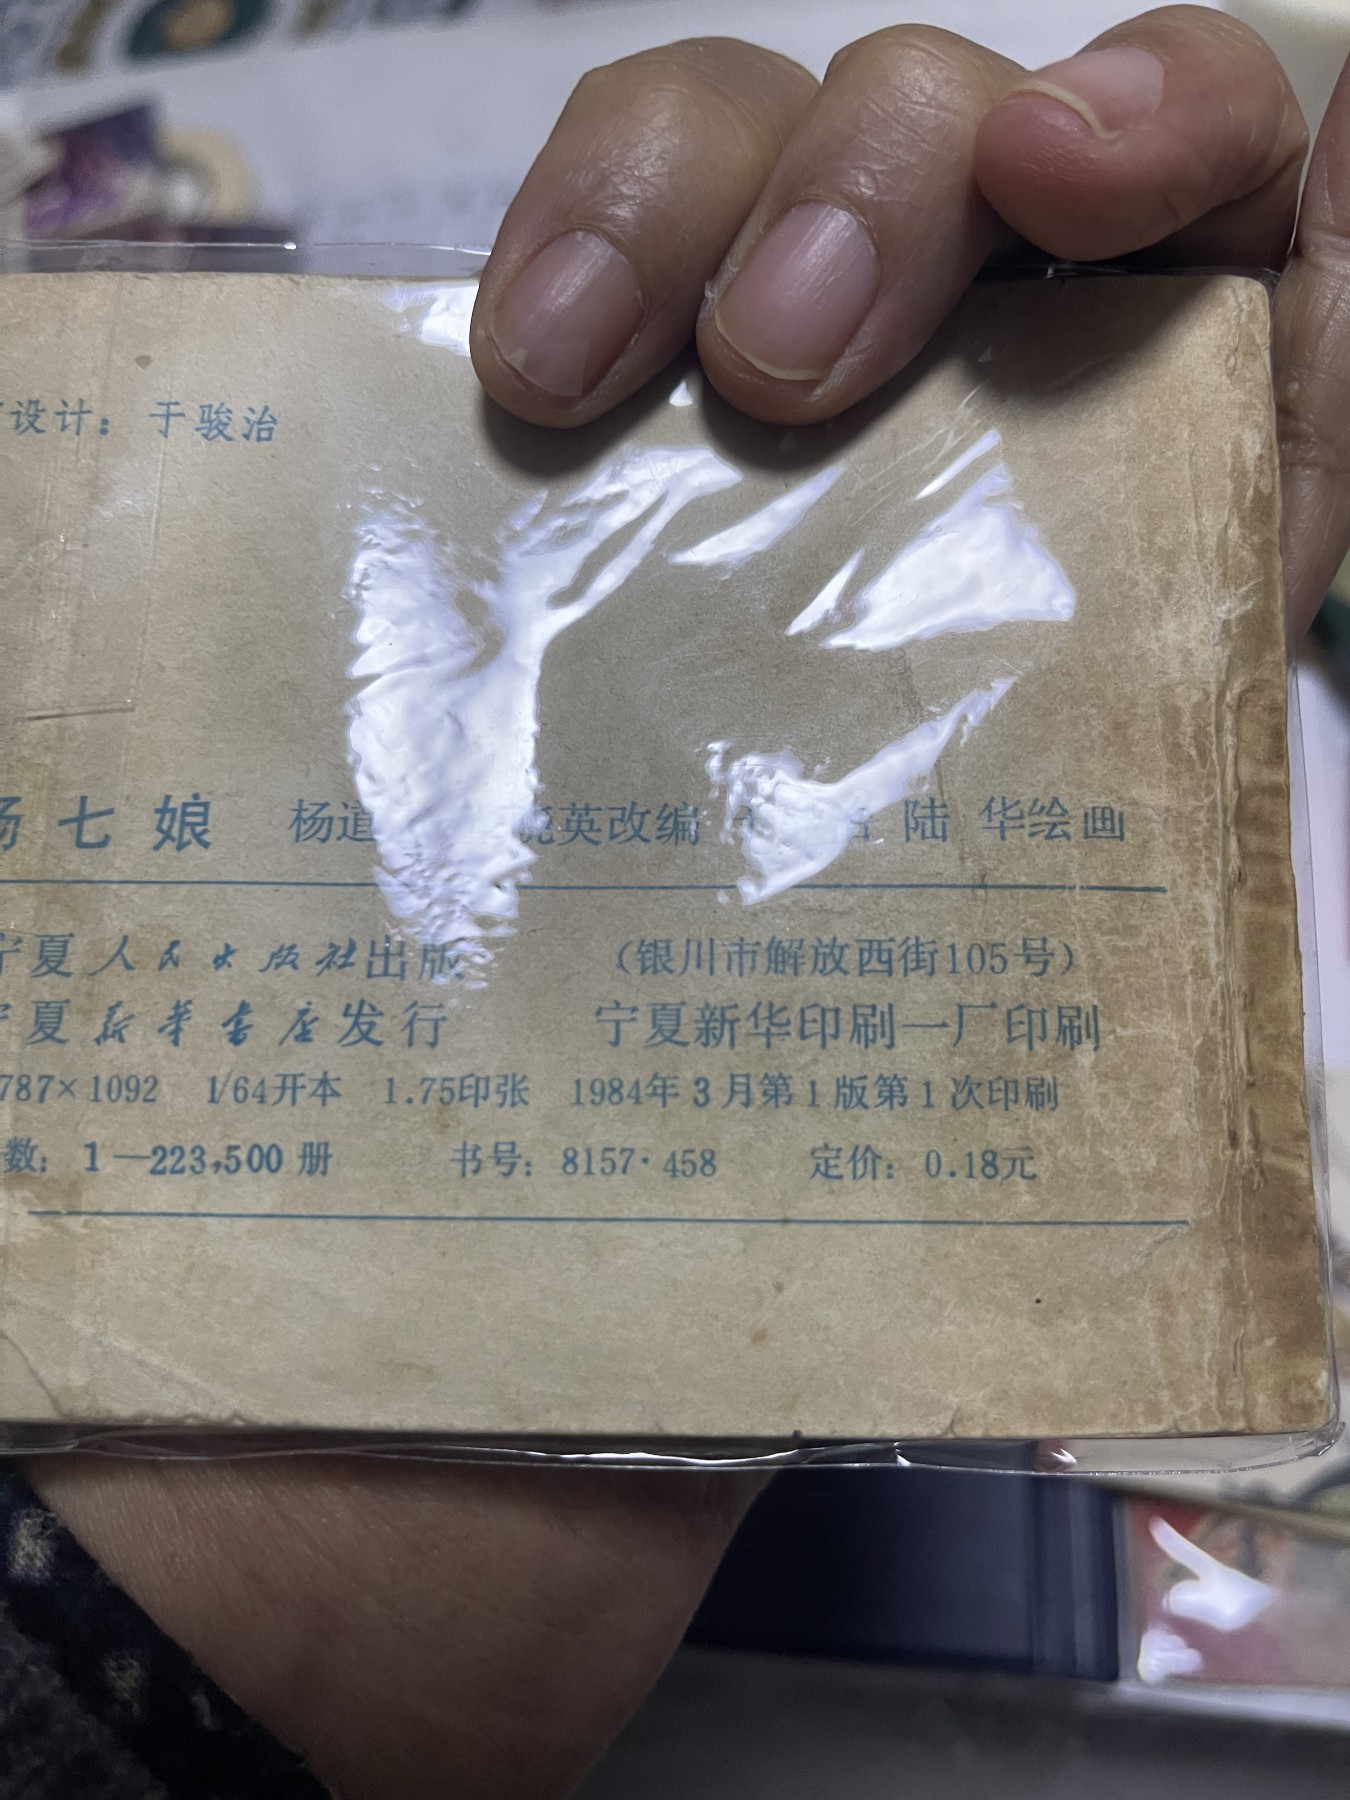 设计：于骏治
七娘 杨道 英改编 陆 华绘画
宁夏人民出版社出版 （银川市解放西街105号）
宁夏新华书店发行 宁夏新华印刷一厂印刷
787×1092 1/64开本 1.75印张 1984年3月第1版第1次印刷
数：1—223,500册 书号：8157·458 定价：0.18元